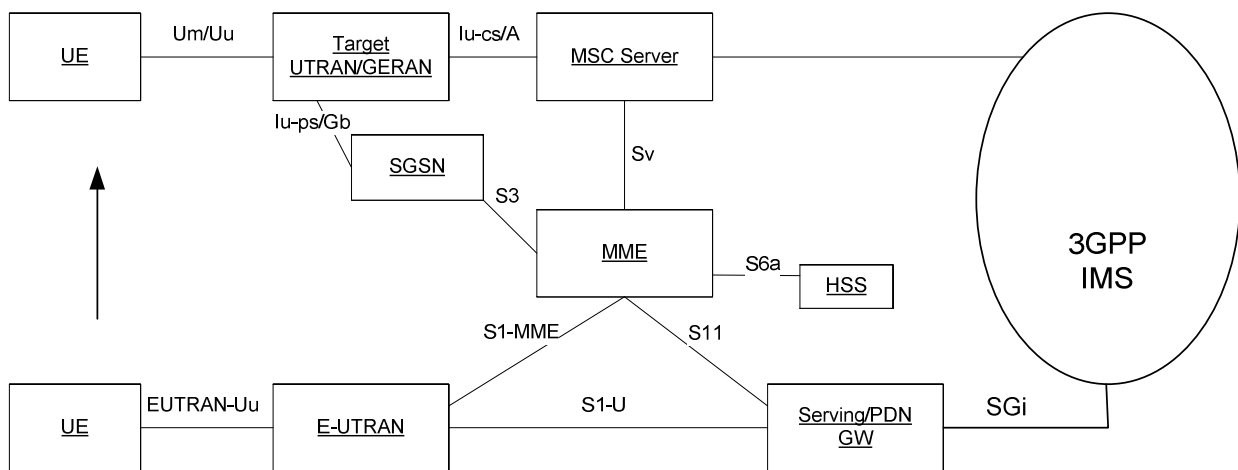 Um/Uu
Iu-cs/A
UE
Target
UTRAN/GERAN
MSC Server
Iu-ps/Gb
SGSN
Sv
S3
MME
S6a
HSS
3GPP
IMS
S1-MME
S11
EUTRAN-Uu
S1-U
SGi
UE
E-UTRAN
Serving/PDN
GW